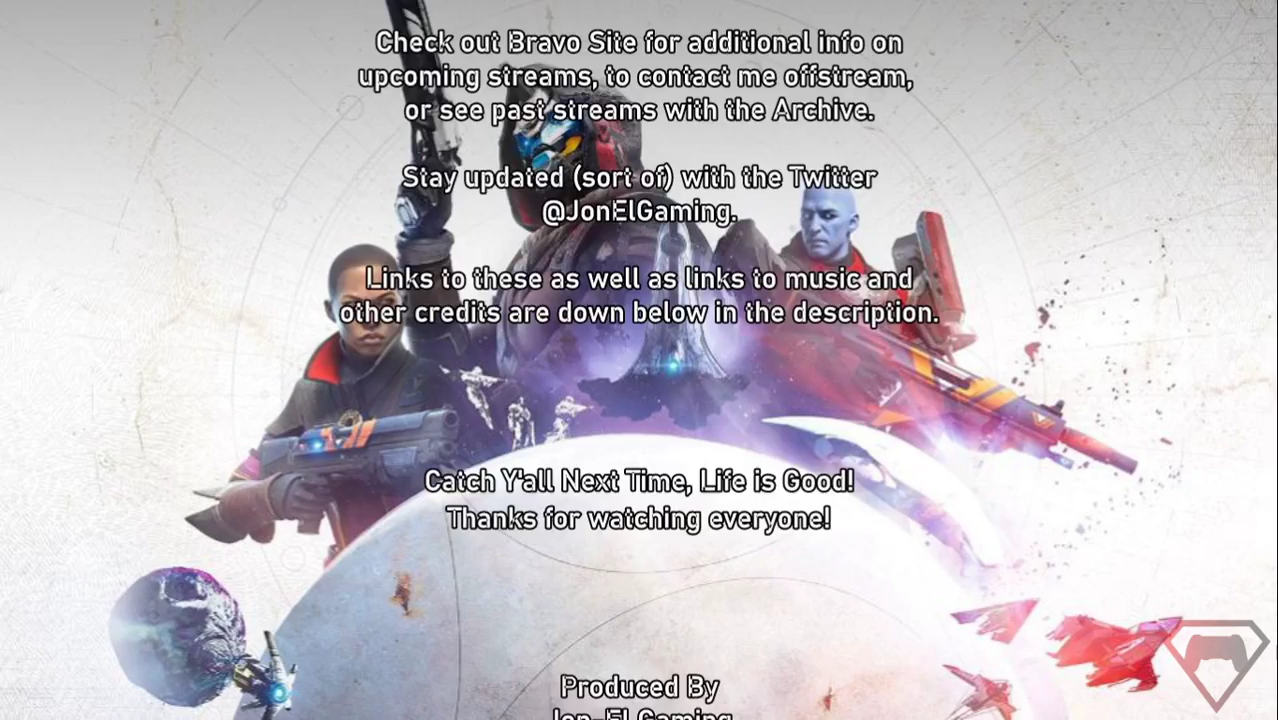 Check out Bravo Site for additional info on
upcoming streams, to contact me offstream,
or see past streams with the Archive.
Stay updated (sort of) with the Twitter
@JonElGaming.
Links to these as well as links to music and
other credits are down below in the description.
Catch Y'all Next Time, Life is Good!
Thanks for watching everyone!
Produced By
Jon-El Gaming